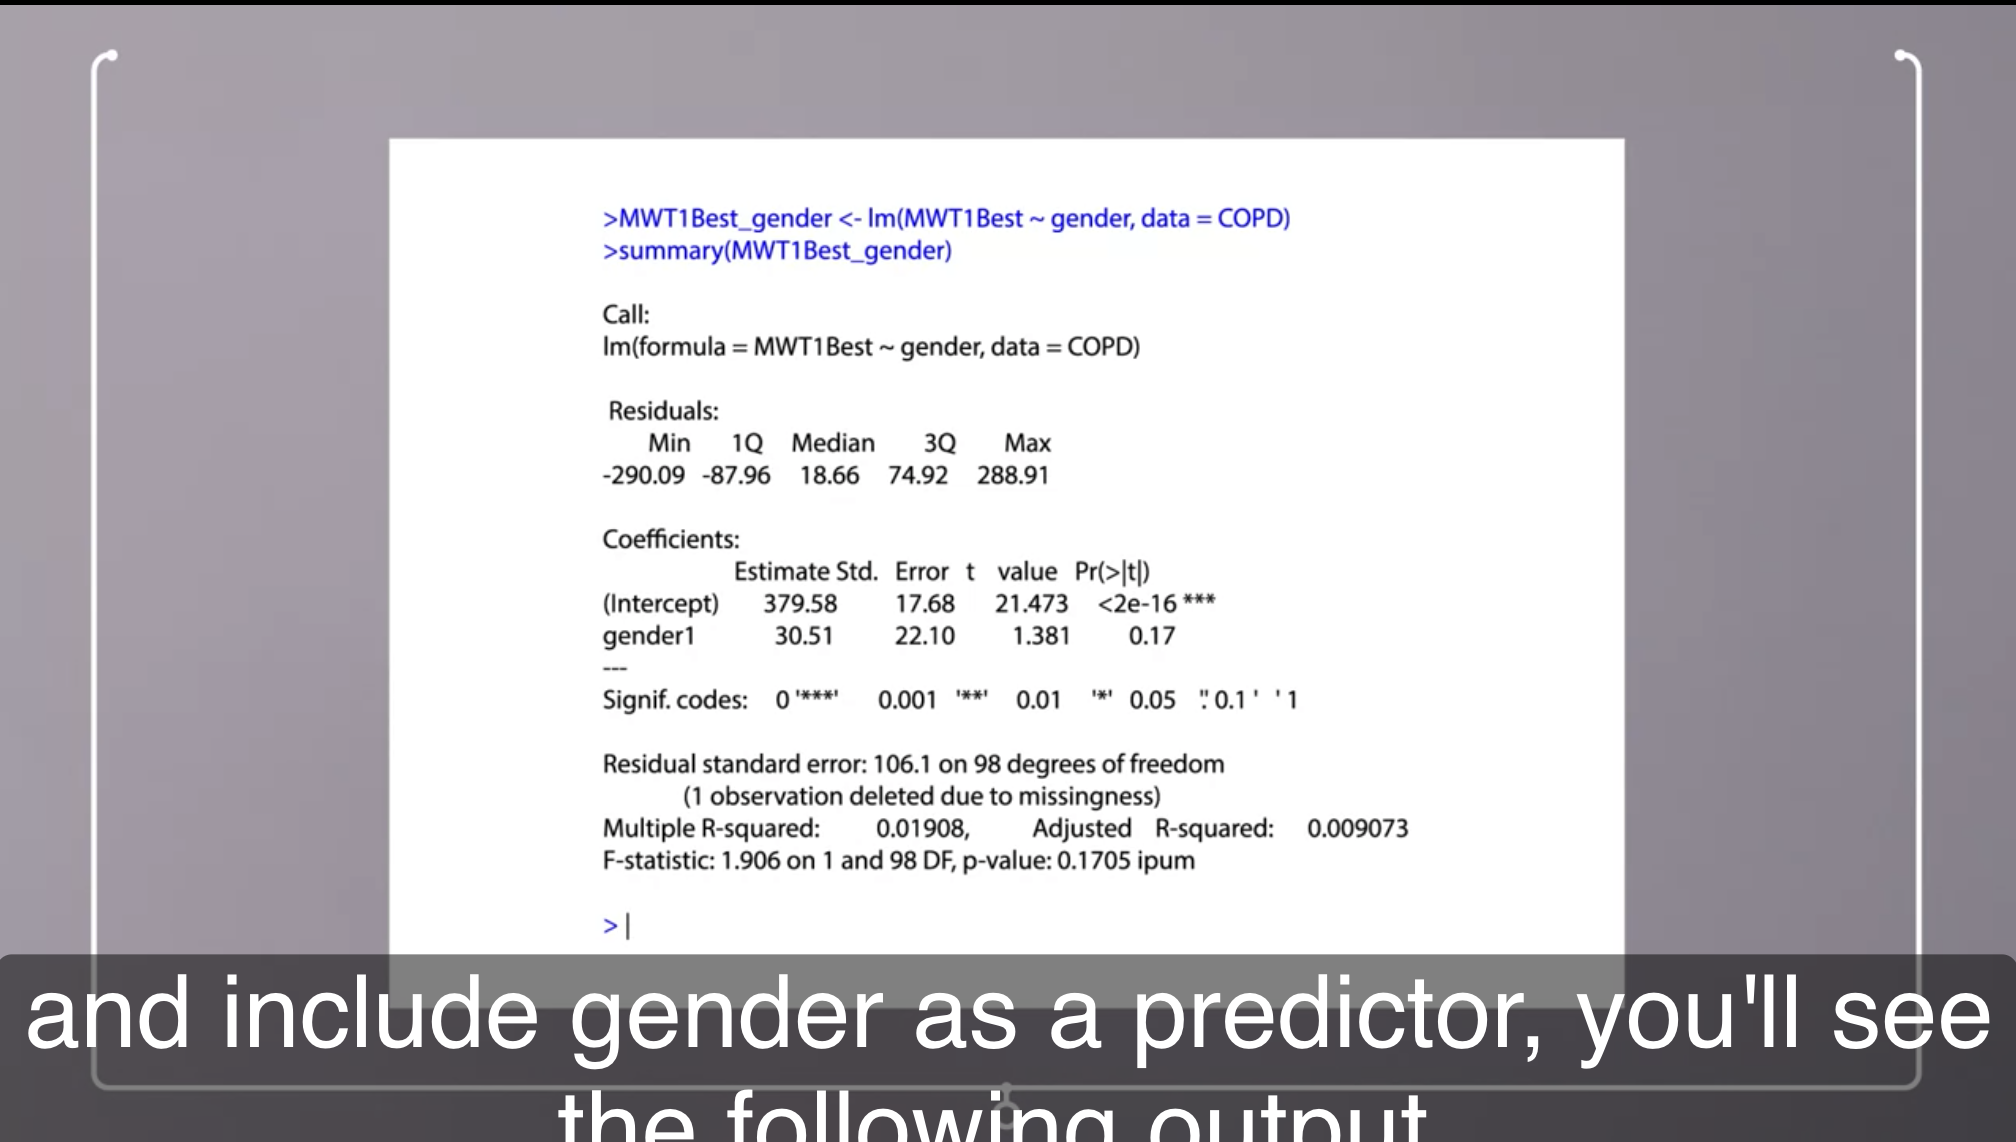 >MWT1Best_gender <- lm(MWT1Best ~ gender, data = COPD)
>summary(MWT1Best_gender)
Call:
lm(formula = MWT1Best ~ gender, data = COPD)
Residuals:
Min 1Q Median 3Q Max
-290.09 -87.96 18.66 74.92 288.91
Coefficients:
Estimate Std. Error t value Pr(>|t|)
(Intercept) 379.58 17.68 21.473 <2e-16 ***
gender1 30.51 22.10 1.381 0.17
---
Signif. codes: 0 '***' 0.001 '**' 0.01 '*' 0.05 '.' 0.1 ' ' 1
Residual standard error: 106.1 on 98 degrees of freedom
(1 observation deleted due to missingness)
Multiple R-squared: 0.01908, Adjusted R-squared: 0.009073
F-statistic: 1.906 on 1 and 98 DF, p-value: 0.1705 ipum
> |
and include gender as a predictor, you'll see
the following output